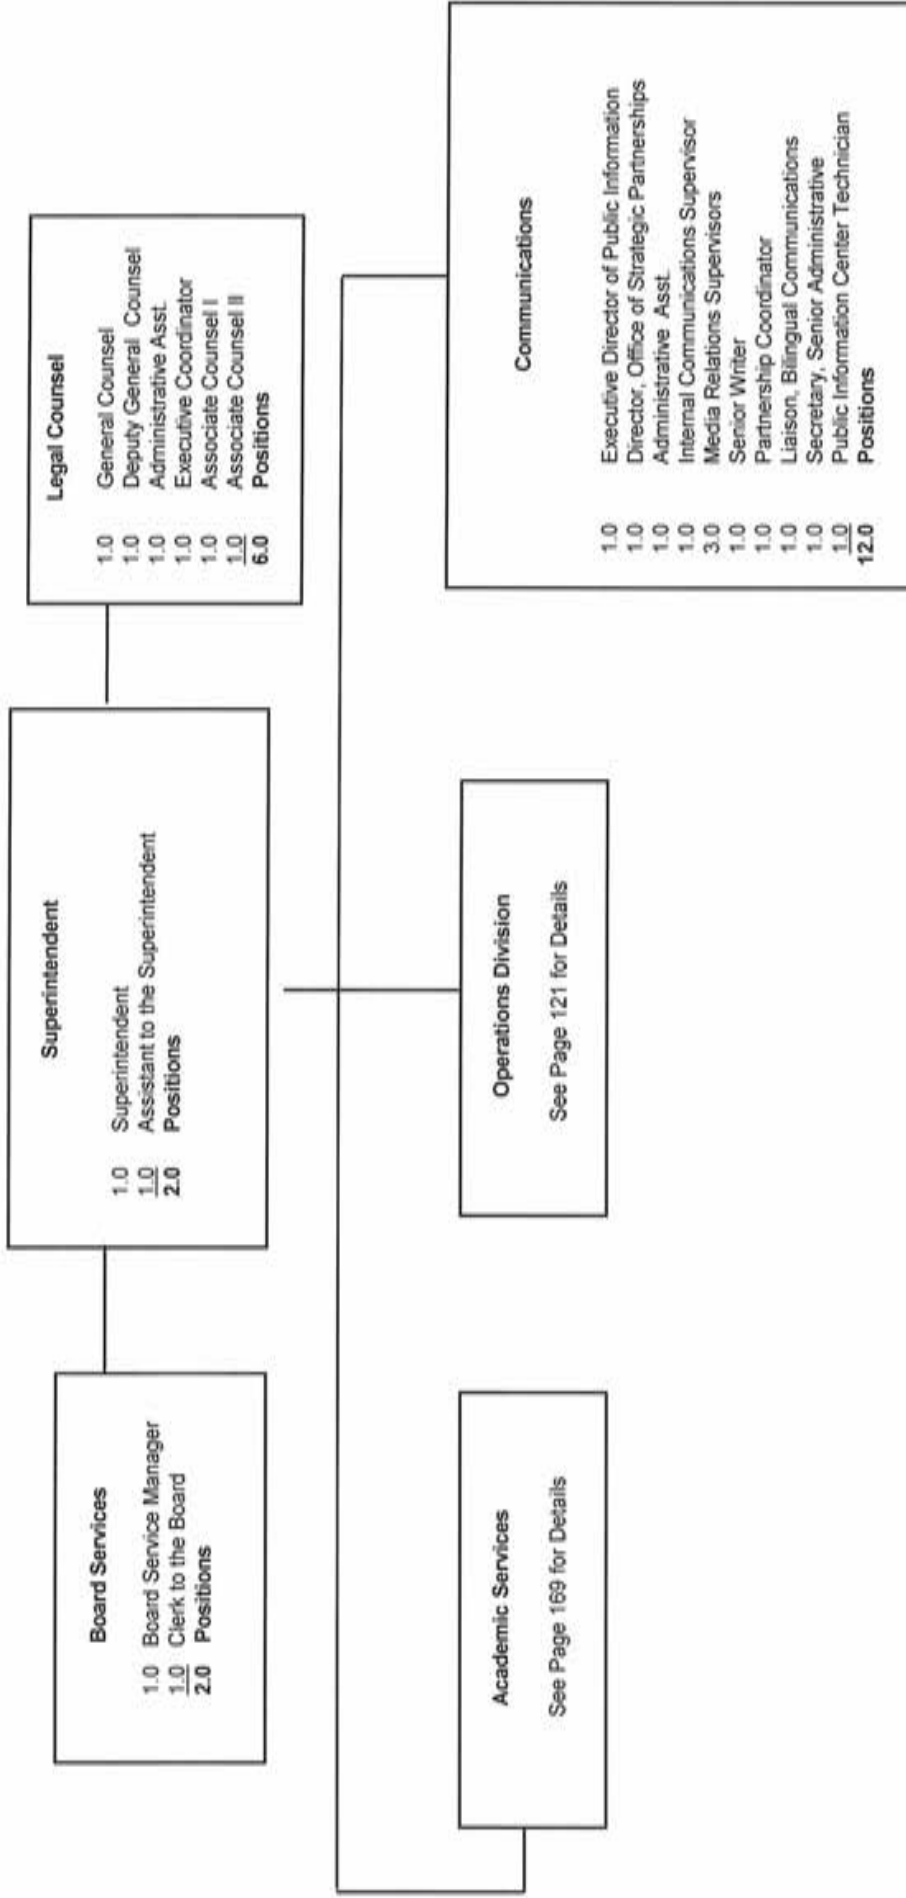 Board Services
1.0 Board Service Manager
1.0 Clerk to the Board
2.0 Positions
Superintendent
1.0 Superintendent
1.0 Assistant to the Superintendent
2.0 Positions
Legal Counsel
1.0 General Counsel
1.0 Deputy General Counsel
1.0 Administrative Asst.
1.0 Executive Coordinator
1.0 Associate Counsel I
1.0 Associate Counsel II
6.0 Positions
Academic Services
See Page 169 for Details
Operations Division
See Page 121 for Details
Communications
1.0 Executive Director of Public Information
1.0 Director, Office of Strategic Partnerships
1.0 Administrative Asst.
1.0 Internal Communications Supervisor
3.0 Media Relations Supervisors
1.0 Senior Writer
1.0 Partnership Coordinator
1.0 Liaison, Bilingual Communications
1.0 Secretary, Senior Administrative
1.0 Public Information Center Technician
12.0 Positions